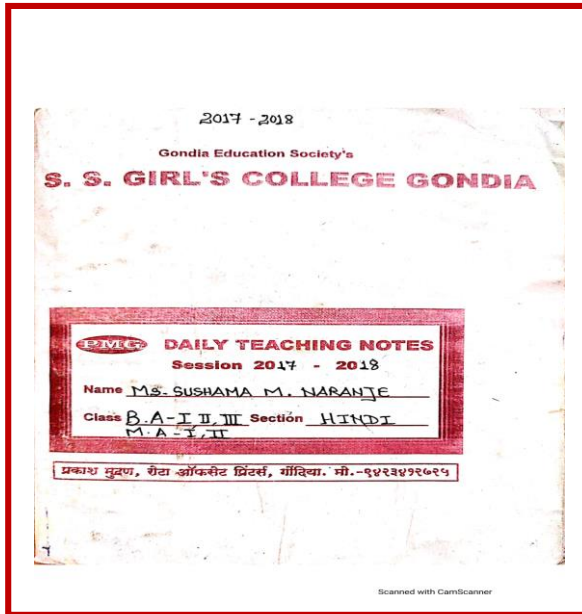 2017 - 2018
Gondia Education Society's
S. S. GIRL'S COLLEGE GONDIA
PMG DAILY TEACHING NOTES
Session 2017 - 2018
Name Ms. SUSHAMA M. NARANJE
Class B.A-I II, III Section HINDI
M.A-I, II
प्रकाश मुद्रण, रीटा ऑफसेट प्रिंटर्स, गोंदिया. मो.-९४२३४१२७२५
Scanned with CamScanner